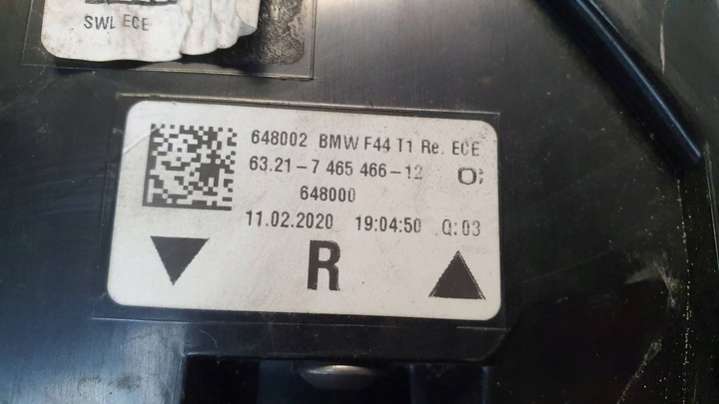 SWL ECE
648002 BMW F44 T1 Re. ECE
63.21-7 465 466-12 O;
648000
11.02.2020 19:04:50 Q:03
R